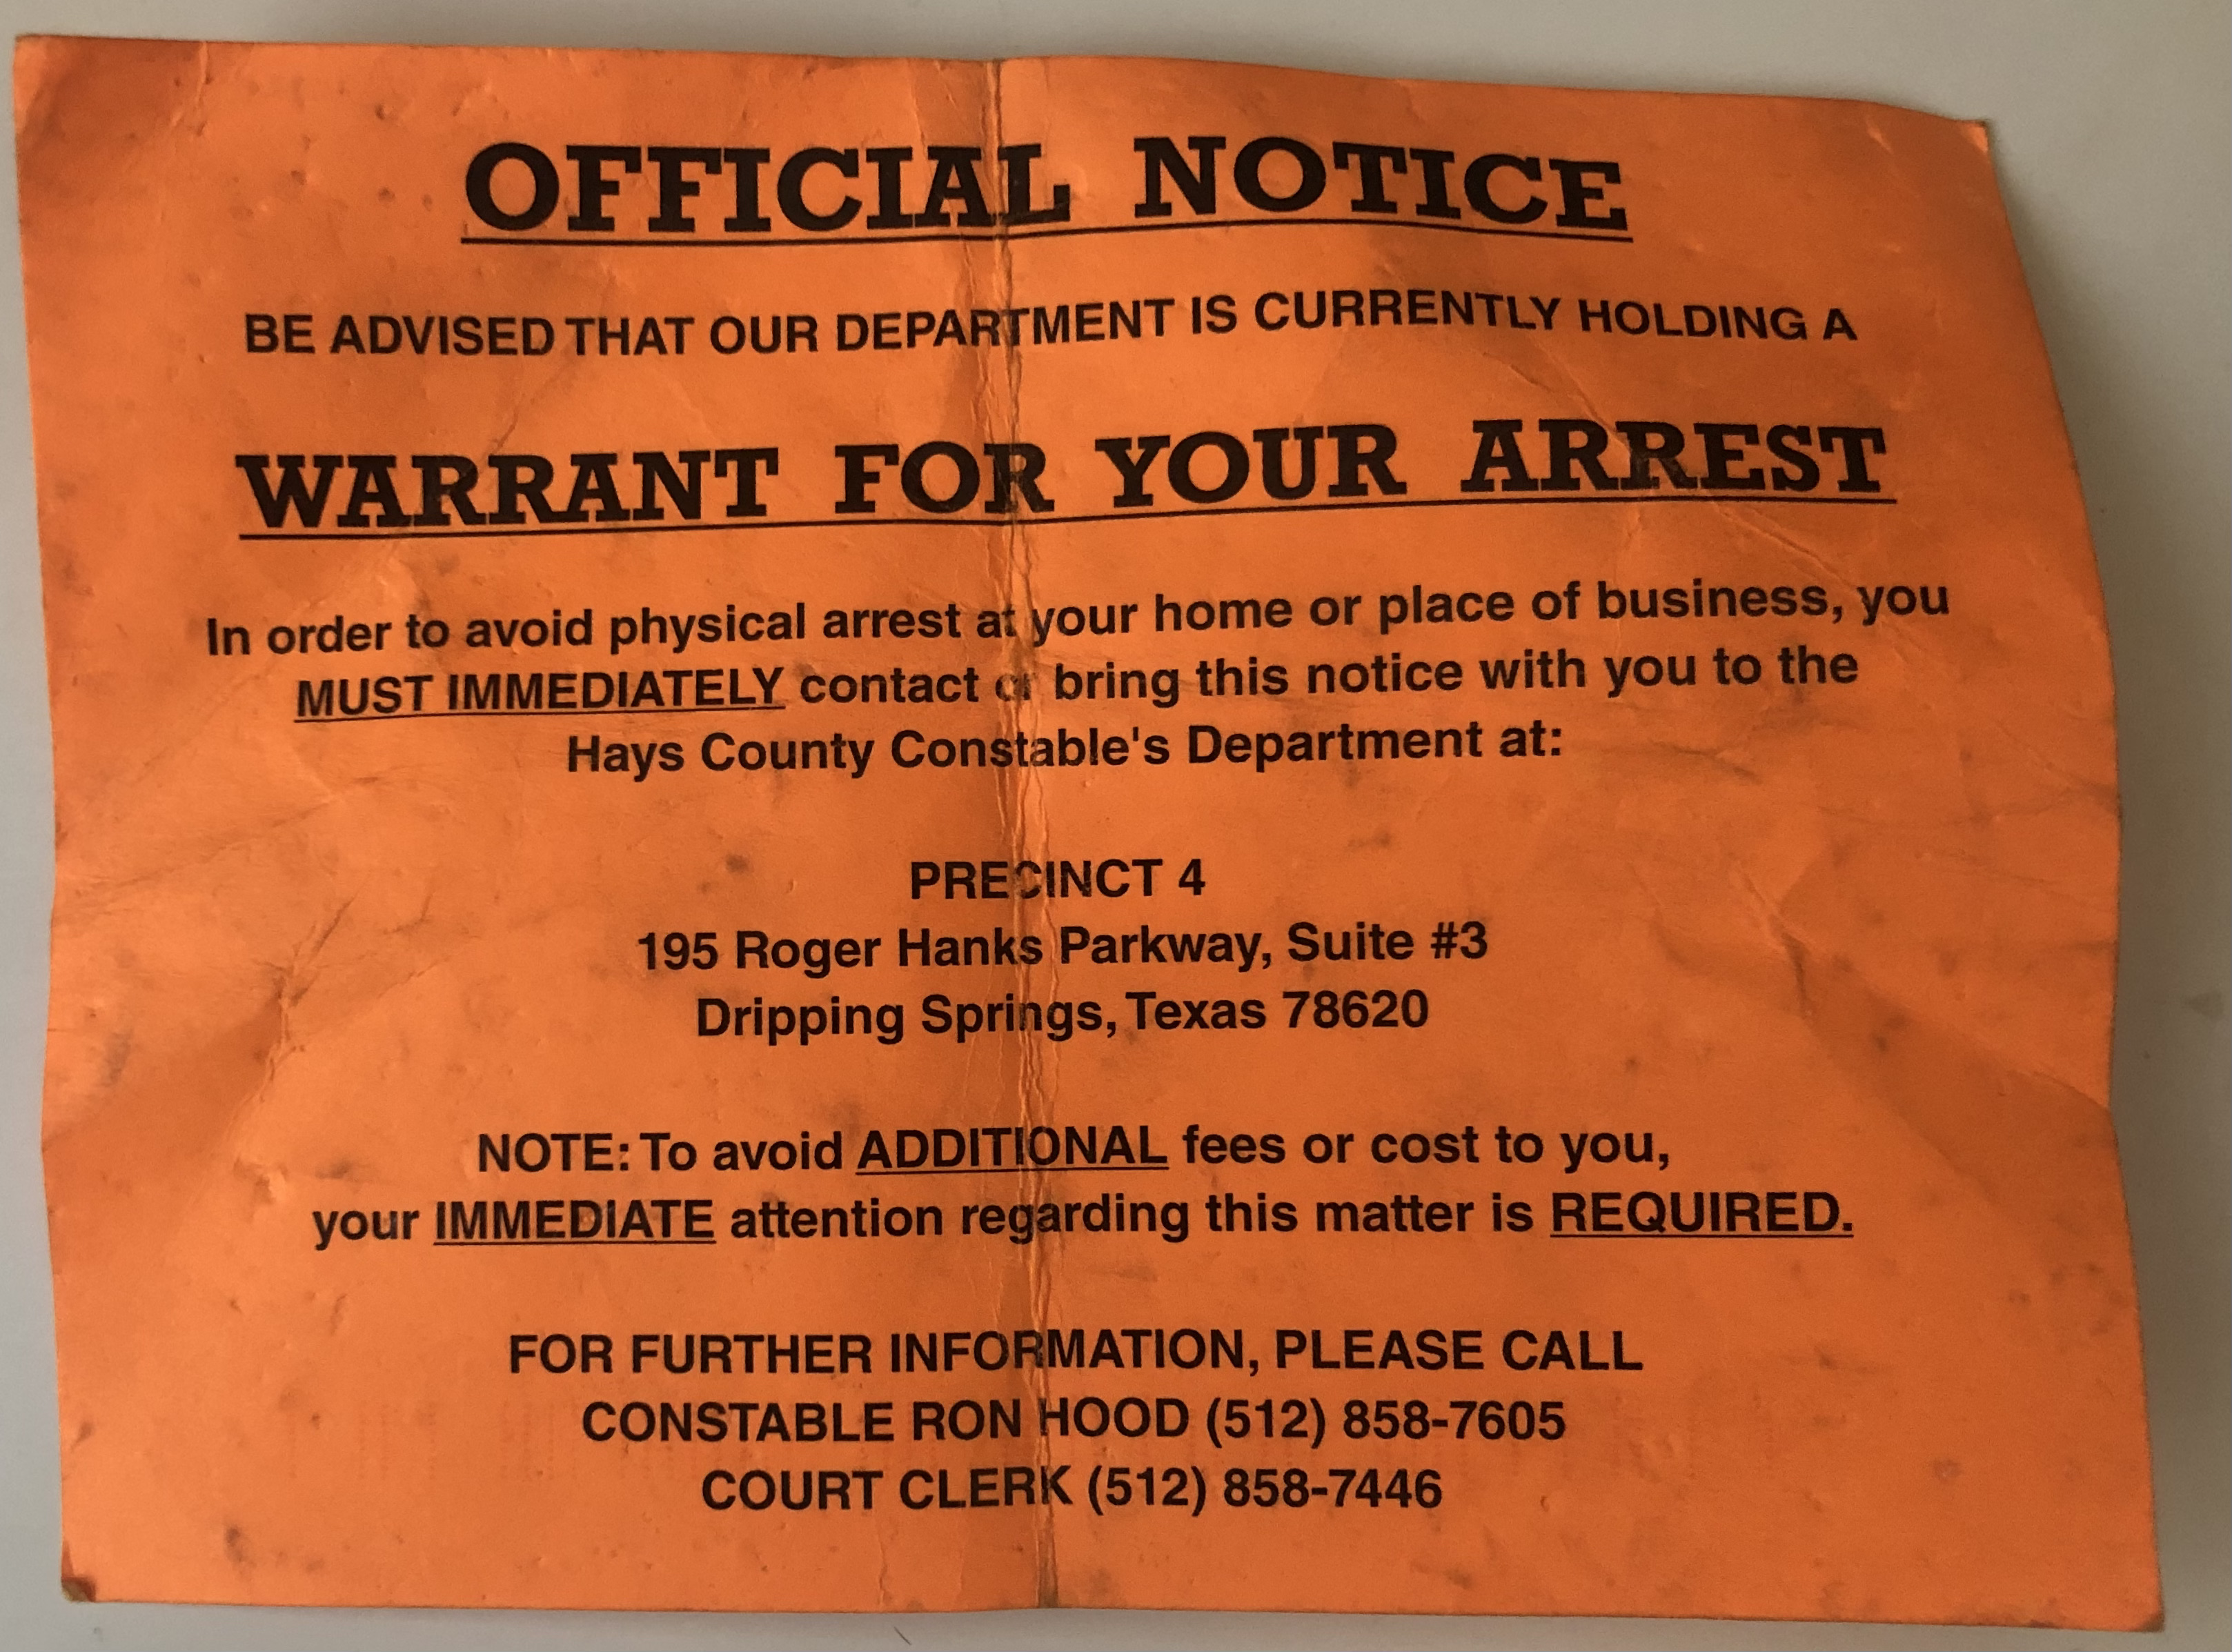 OFFICIAL NOTICE
BE ADVISED THAT OUR DEPARTMENT IS CURRENTLY HOLDING A
WARRANT FOR YOUR ARREST
In order to avoid physical arrest at your home or place of business, you
MUST IMMEDIATELY contact or bring this notice with you to the
Hays County Constable's Department at:
PRECINCT 4
195 Roger Hanks Parkway, Suite #3
Dripping Springs, Texas 78620
NOTE: To avoid ADDITIONAL fees or cost to you,
your IMMEDIATE attention regarding this matter is REQUIRED.
FOR FURTHER INFORMATION, PLEASE CALL
CONSTABLE RON HOOD (512) 858-7605
COURT CLERK (512) 858-7446